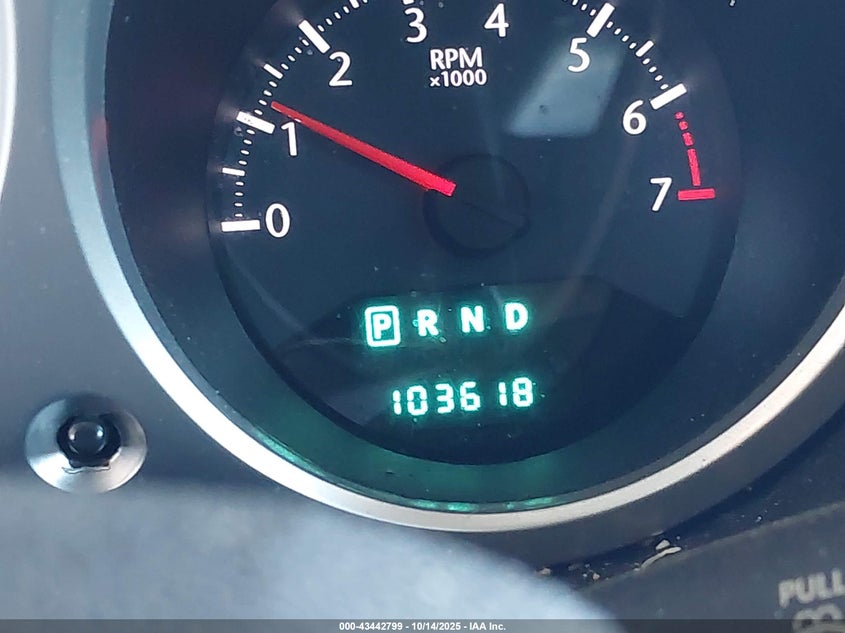 3 4
2 5
RPM
x1000
1 6
0 7
P R N D
103618
PULL
000-43442799 - 10/14/2025 - IAA Inc.